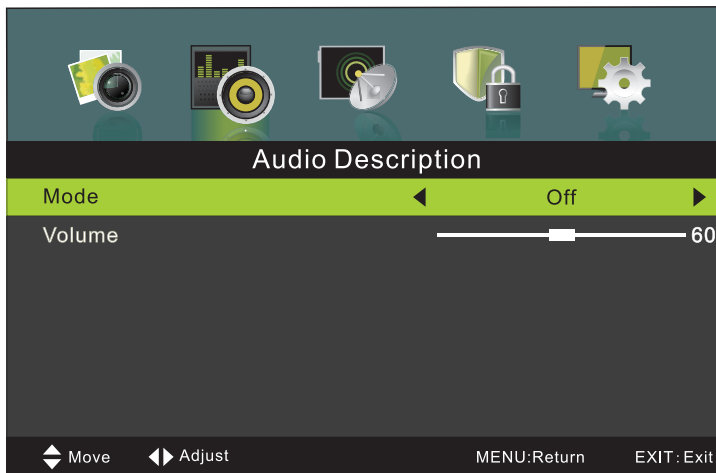 Audio Description
Mode Off
Volume 60
Move Adjust MENU:Return EXIT:Exit